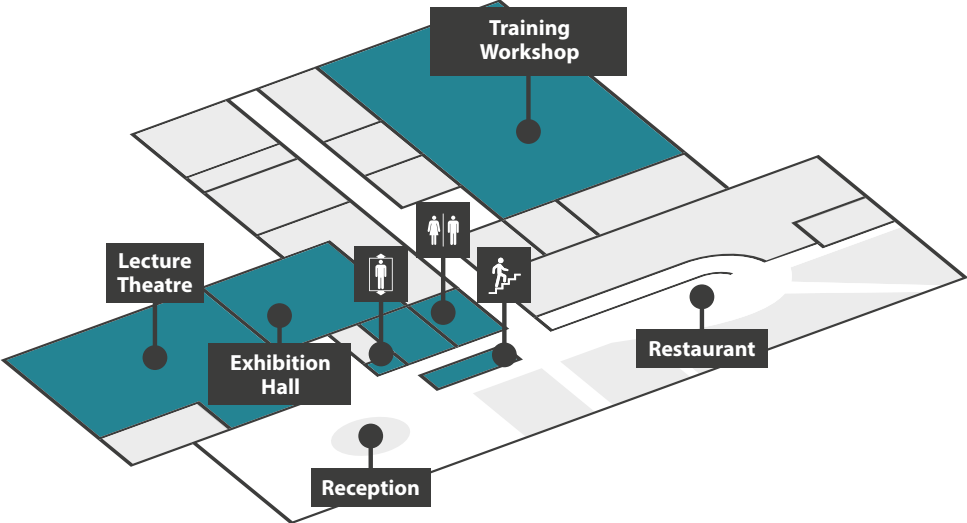 Training
Workshop
Lecture
Theatre
Exhibition
Hall
Restaurant
Reception